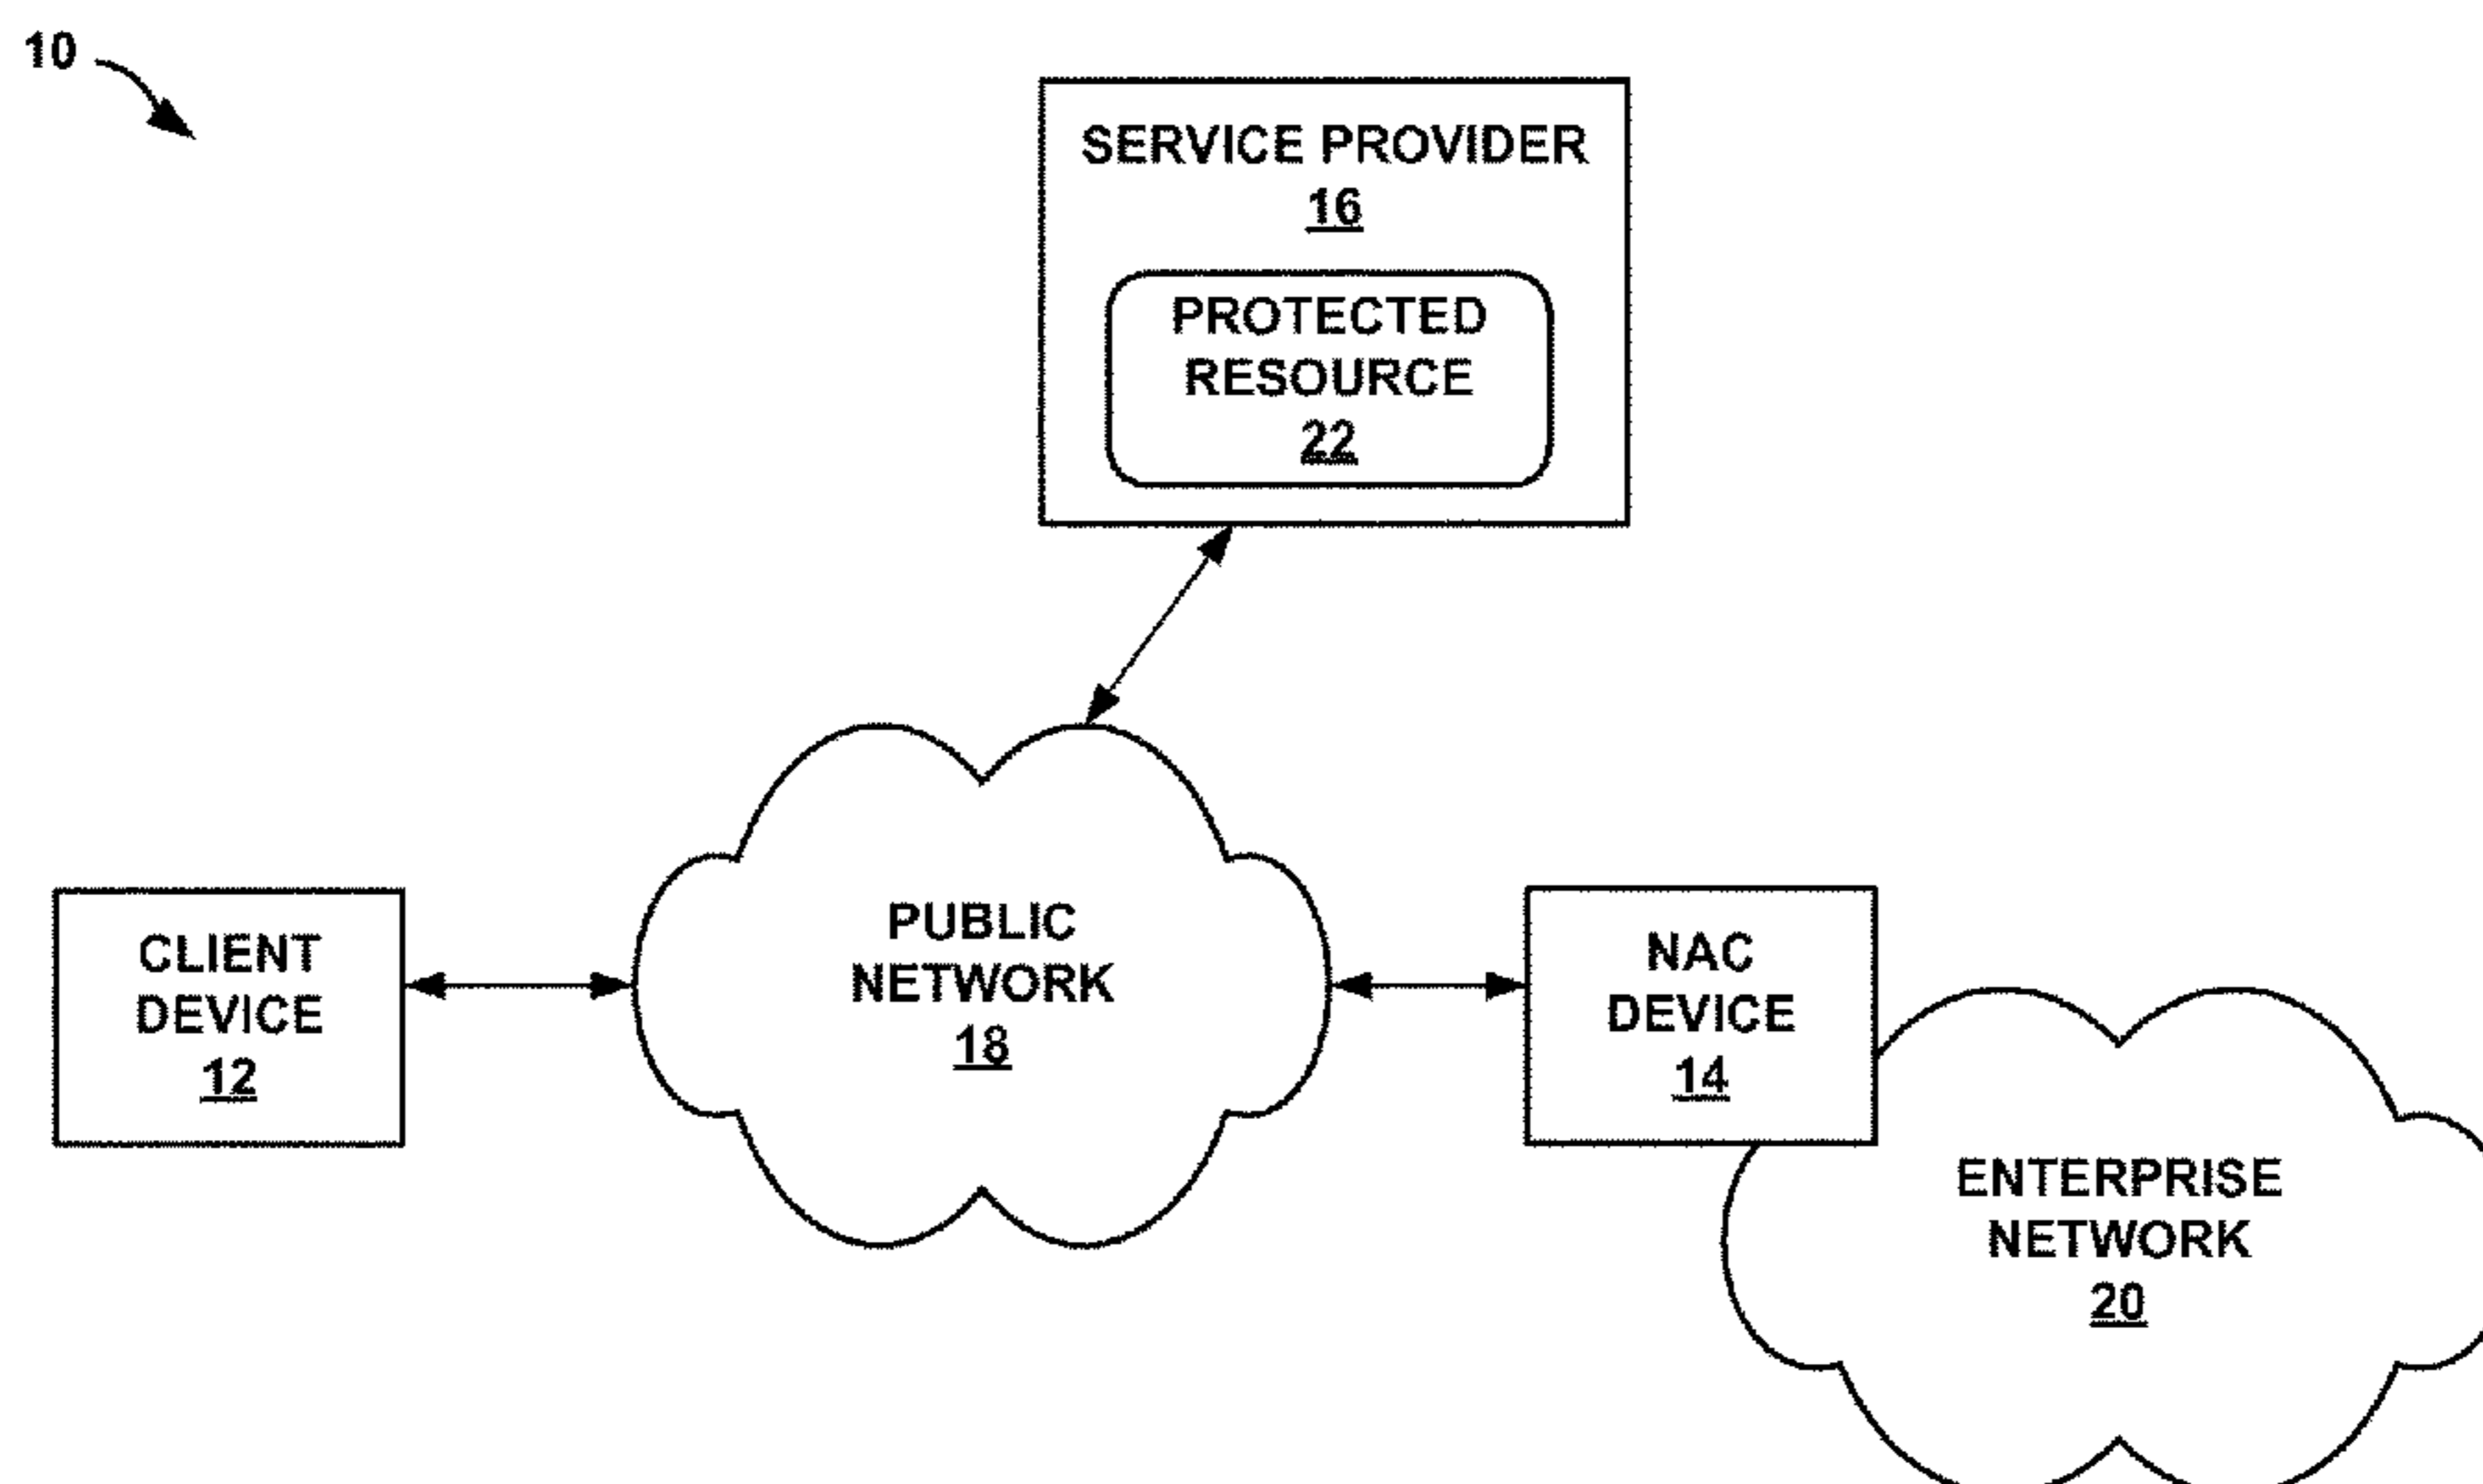 10
SERVICE PROVIDER
16
PROTECTED
RESOURCE
22
PUBLIC
NETWORK
18
CLIENT
DEVICE
12
NAC
DEVICE
14
ENTERPRISE
NETWORK
20